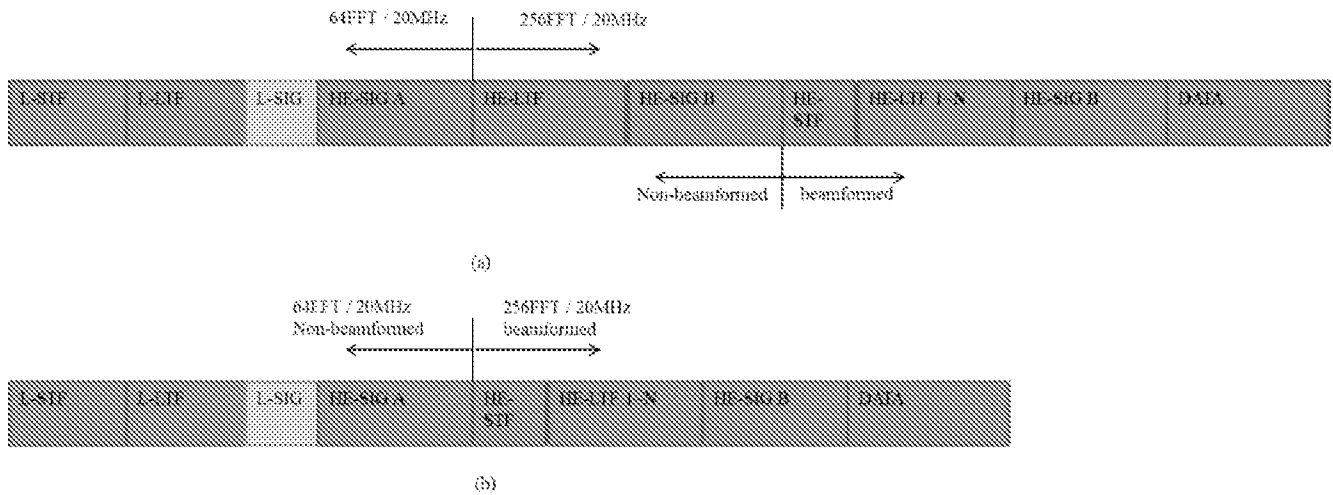 64FFT / 20MHz 256FFT / 20MHz
L-STF L-LTF L-SIG HE-SIG A HE-LTF HE-SIG B HE-STF HE-LTF 1~N HE-SIG B DATA
Non-beamformed beamformed
(a)
64FFT / 20MHz 256FFT / 20MHz
Non-beamformed beamformed
L-STF L-LTF L-SIG HE-SIG A HE-STF HE-LTF 1~N HE-SIG B DATA
(b)